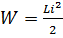 W = Li²/2